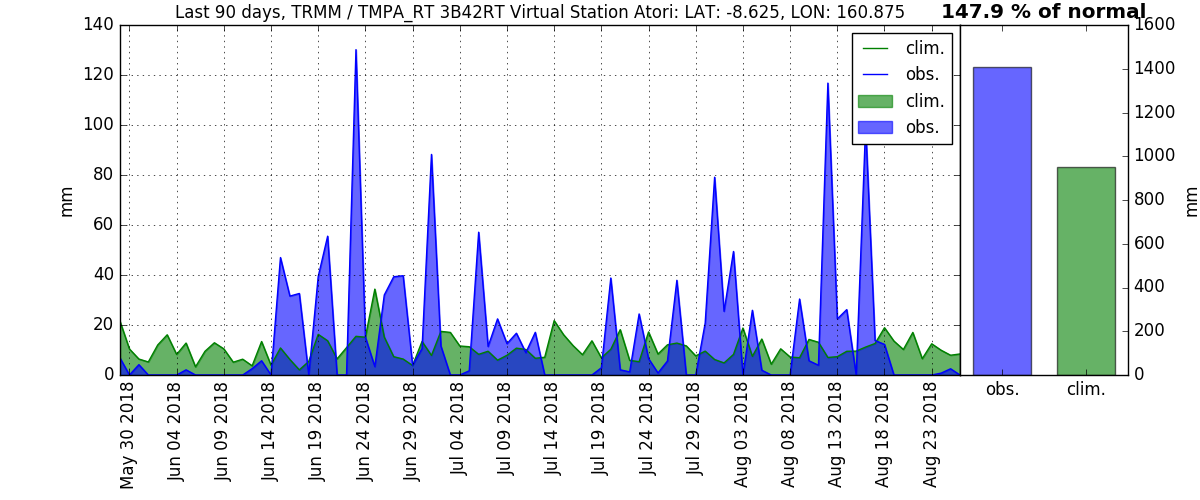 Last 90 days, TRMM / TMPA_RT 3B42RT Virtual Station Atori: LAT: -8.625, LON: 160.875
147.9 % of normal
mm
140
120
100
80
60
40
20
0
clim.
obs.
clim.
obs.
1600
1400
1200
1000
800
600
400
200
0
mm
May 30 2018
Jun 04 2018
Jun 09 2018
Jun 14 2018
Jun 19 2018
Jun 24 2018
Jun 29 2018
Jul 04 2018
Jul 09 2018
Jul 14 2018
Jul 19 2018
Jul 24 2018
Jul 29 2018
Aug 03 2018
Aug 08 2018
Aug 13 2018
Aug 18 2018
Aug 23 2018
obs.
clim.